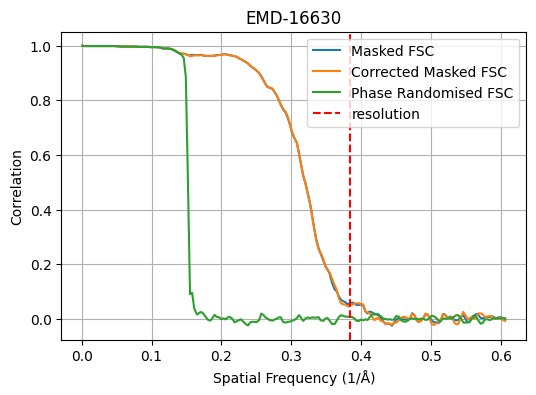 EMD-16630
Masked FSC
Corrected Masked FSC
Phase Randomised FSC
resolution
1.0
0.8
0.6
0.4
0.2
0.0
Correlation
0.0 0.1 0.2 0.3 0.4 0.5 0.6
Spatial Frequency (1/Å)